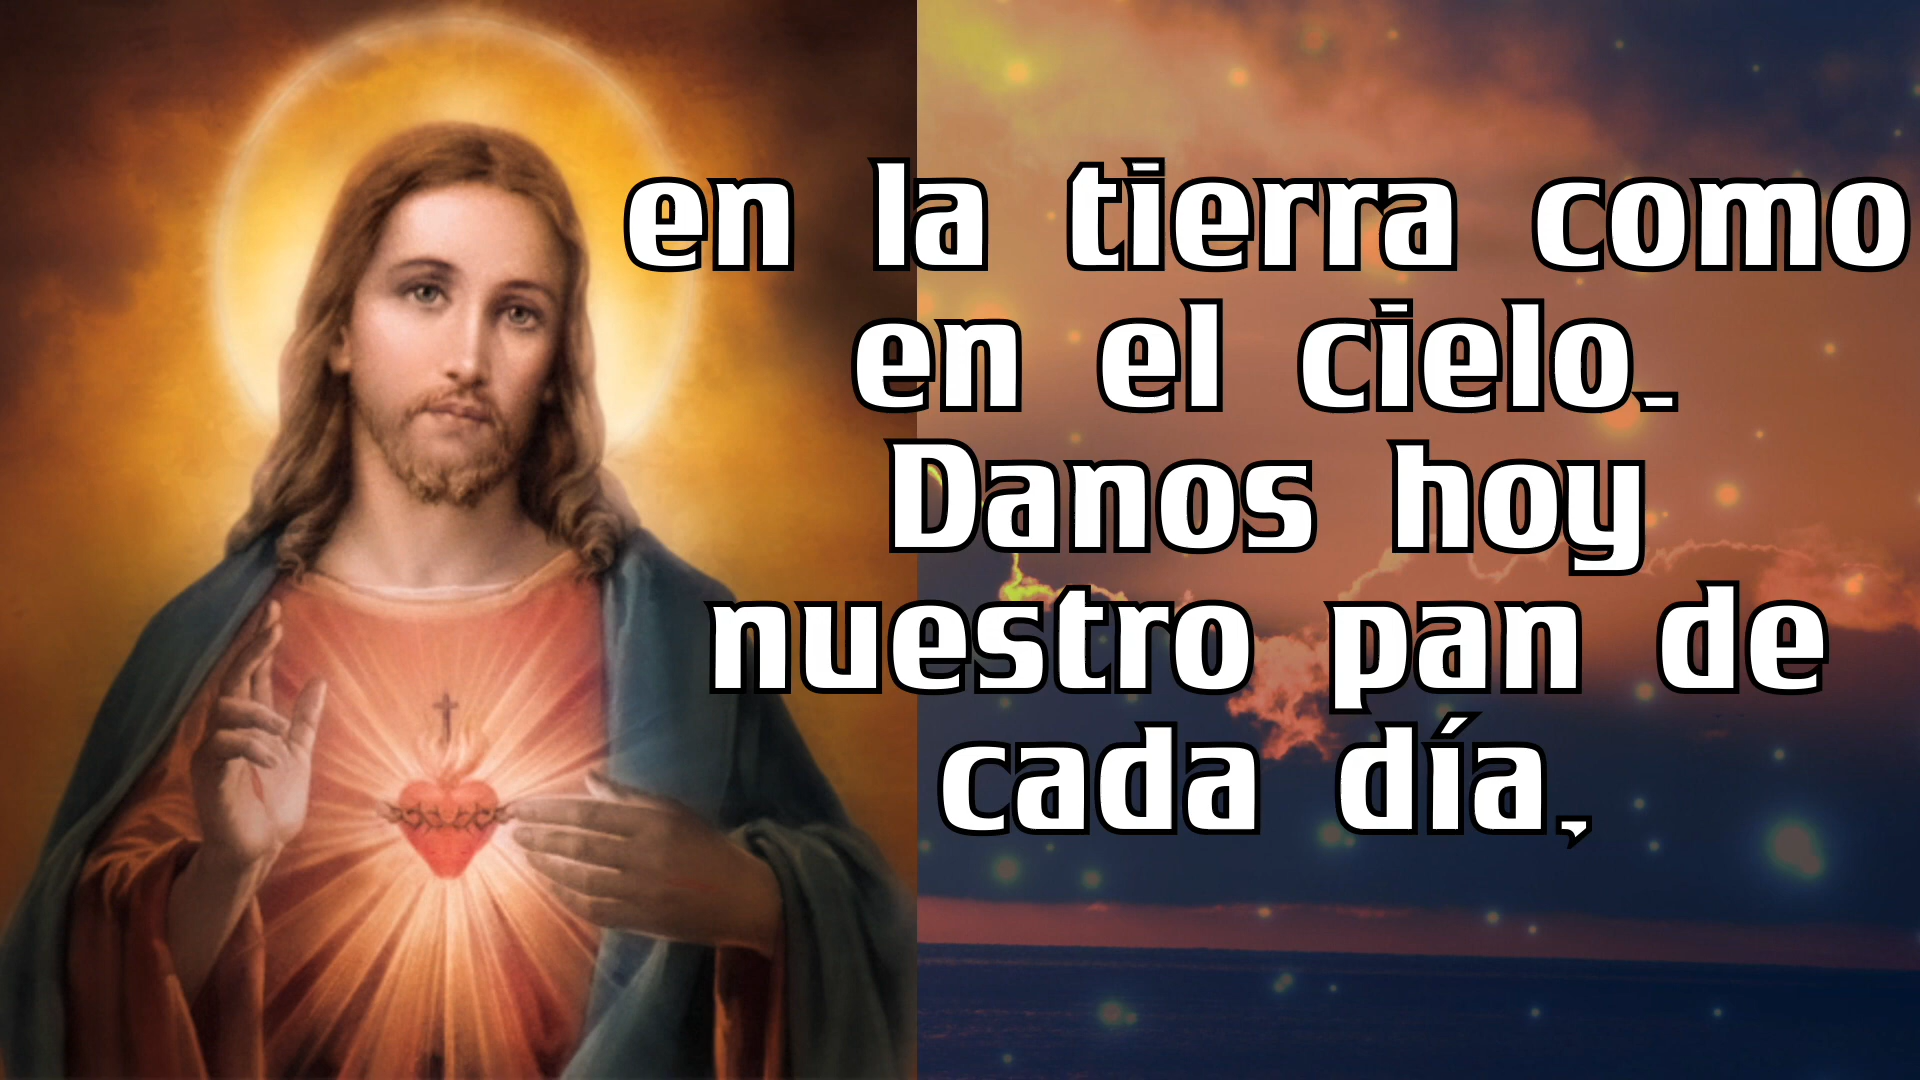 en la tierra como
en el cielo.
Danos hoy
nuestro pan de
cada día,